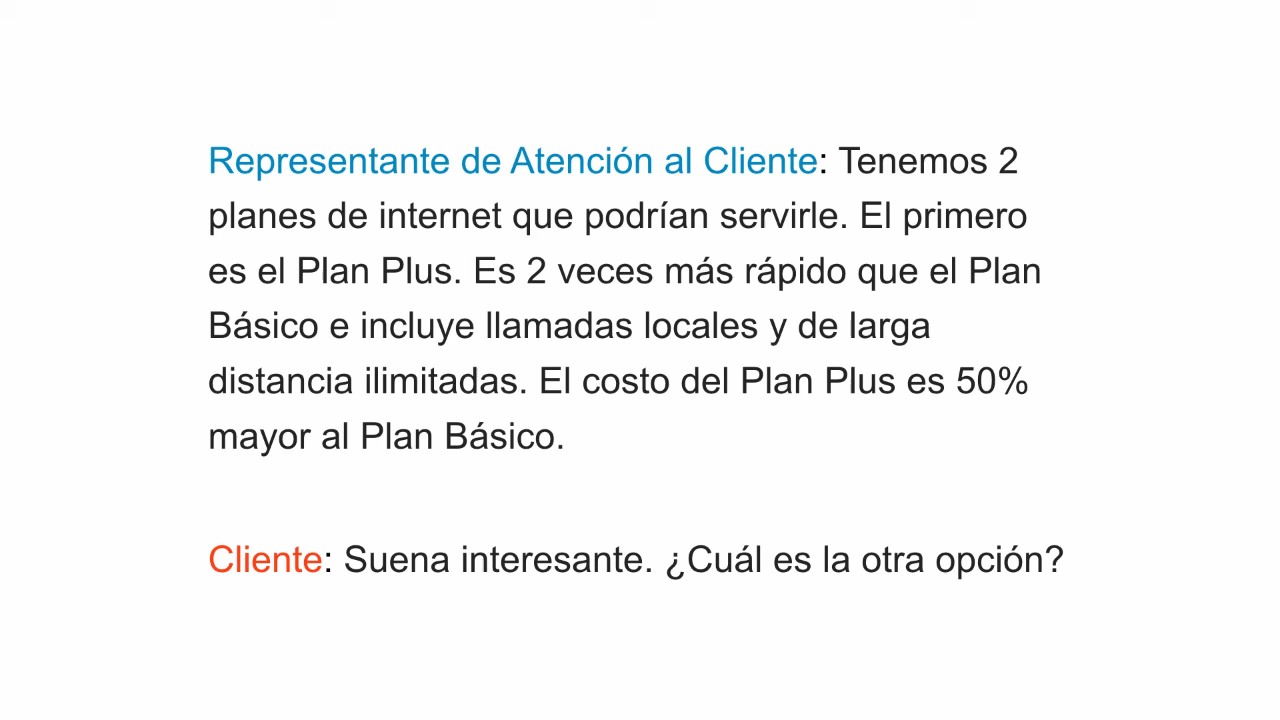 Representante de Atención al Cliente: Tenemos 2
planes de internet que podrían servirle. El primero
es el Plan Plus. Es 2 veces más rápido que el Plan
Básico e incluye llamadas locales y de larga
distancia ilimitadas. El costo del Plan Plus es 50%
mayor al Plan Básico.
Cliente: Suena interesante. ¿Cuál es la otra opción?